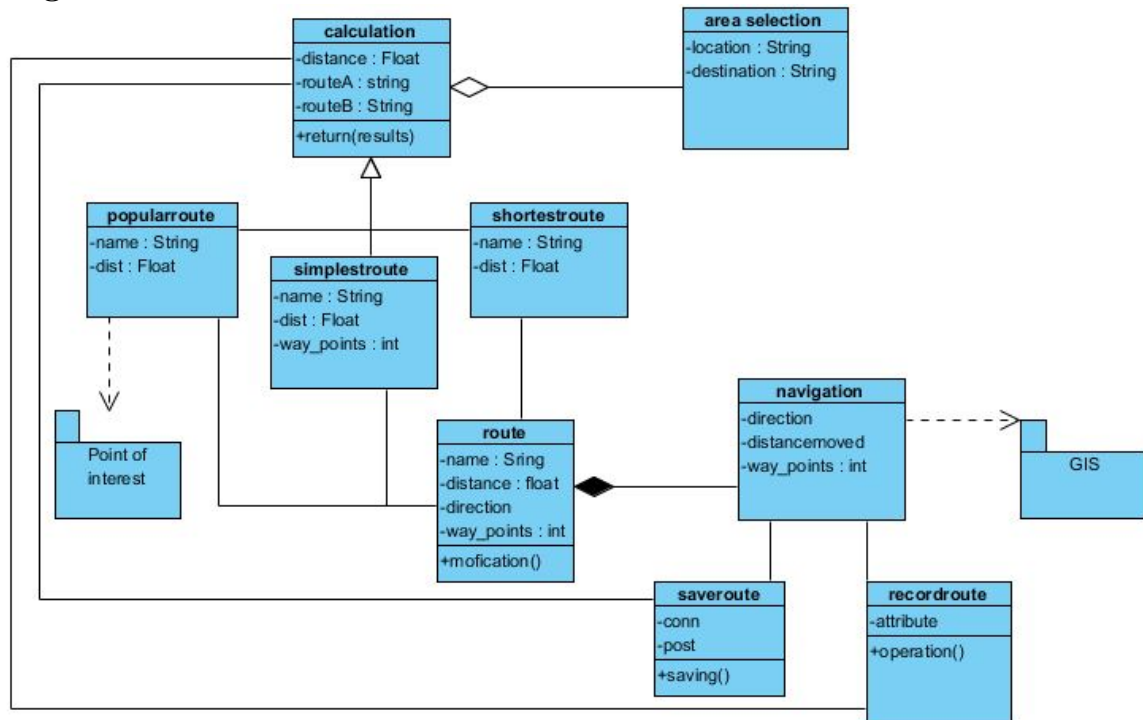 calculation
-distance : Float
-routeA : string
-routeB : String
+return(results)
area selection
-location : String
-destination : String
popularroute
-name : String
-dist : Float
shortestroute
-name : String
-dist : Float
simplestroute
-name : String
-dist : Float
-way_points : int
Point of
interest
route
-name : Sring
-distance : float
-direction
-way_points : int
+mofication()
navigation
-direction
-distancemoved
-way_points : int
GIS
saveroute
-conn
-post
+saving()
recordroute
-attribute
+operation()